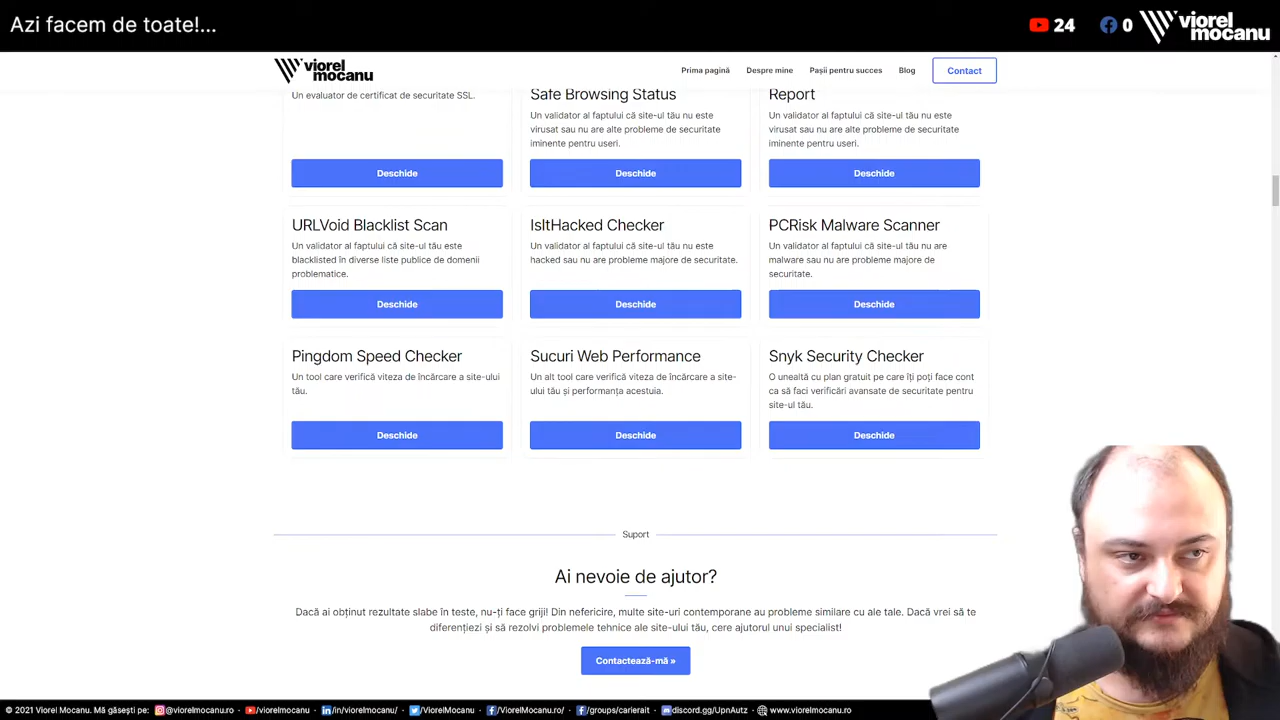 Azi facem de toate!...
24
0
viorel
mocanu
viorel
mocanu
Prima pagină
Despre mine
Pașii pentru succes
Blog
Contact
Un evaluator de certificat de securitate SSL.
Deschide
Safe Browsing Status
Un validator al faptului că site-ul tău nu este
virusat sau nu are alte probleme de securitate
iminente pentru useri.
Deschide
Report
Un validator al faptului că site-ul tău nu este
virusat sau nu are alte probleme de securitate
iminente pentru useri.
Deschide
URLVoid Blacklist Scan
Un validator al faptului că site-ul tău este
blacklisted în diverse liste publice de domenii
problematice.
Deschide
IsItHacked Checker
Un validator al faptului că site-ul tău nu este
hacked sau nu are probleme majore de securitate.
Deschide
PCRisk Malware Scanner
Un validator al faptului că site-ul tău nu are
malware sau nu are probleme majore de
securitate.
Deschide
Pingdom Speed Checker
Un tool care verifică viteza de încărcare a site-ului
tău.
Deschide
Sucuri Web Performance
Un alt tool care verifică viteza de încărcare a site-
ului tău și performanța acestuia.
Deschide
Snyk Security Checker
O unealtă cu plan gratuit pe care îți poți face cont
ca să faci verificări avansate de securitate pentru
site-ul tău.
Deschide
Suport
Ai nevoie de ajutor?
Dacă ai obținut rezultate slabe în teste, nu-ți face griji! Din nefericire, multe site-uri contemporane au probleme similare cu ale tale. Dacă vrei să te
diferențiezi și să rezolvi problemele tehnice ale site-ului tău, cere ajutorul unui specialist!
Contactează-mă »
© 2021 Viorel Mocanu. Mă găsești pe: @viorelmocanu.ro • /viorelmocanu • /in/viorelmocanu/ • /ViorelMocanu • /ViorelMocanu.ro/ • /groups/carierait • discord.gg/UpnAutz • www.viorelmocanu.ro